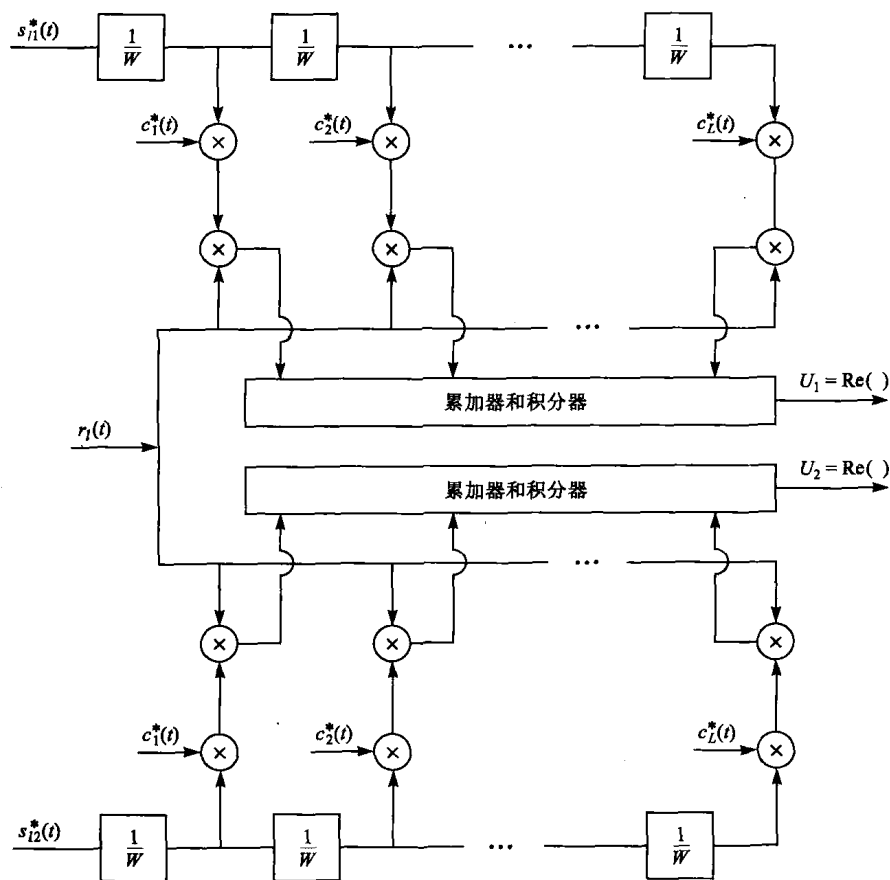 s*l1(t) 1/W 1/W ... 1/W
c*1(t) × c*2(t) × c*L(t) ×
× × ×
...
累加器和积分器 U1 = Re( )
rl(t)
累加器和积分器 U2 = Re( )
...
× × ×
c*1(t) × c*2(t) × c*L(t) ×
s*l2(t) 1/W 1/W ... 1/W